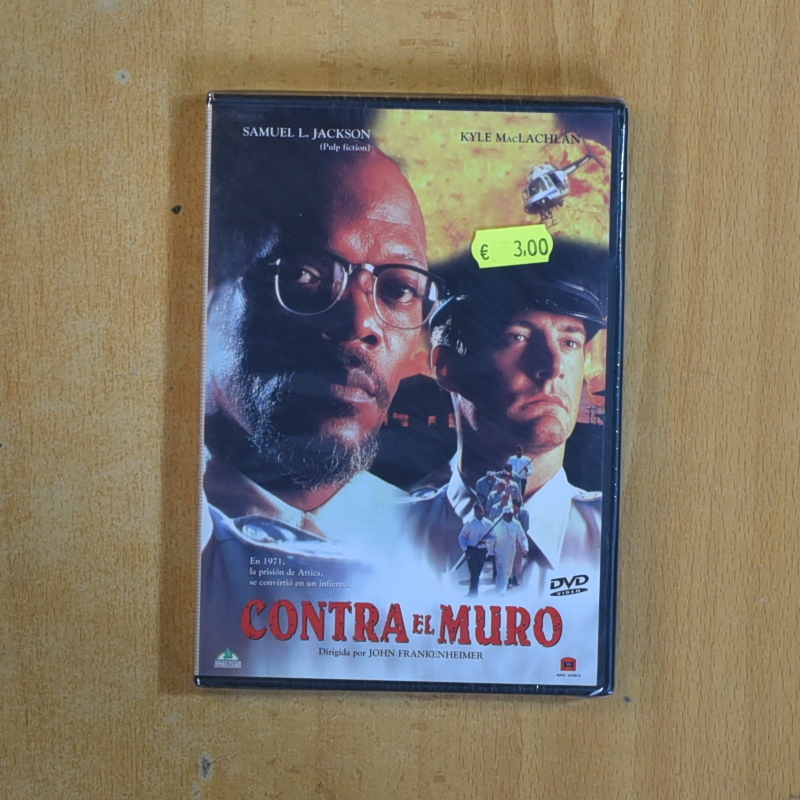 SAMUEL L. JACKSON
(Pulp fiction)
KYLE MACLACHLAN
€ 3,00
En 1971,
la prisión de Attica,
se convirtió en un infierno.
DVD
VIDEO
CONTRA EL MURO
Dirigida por JOHN FRANKENHEIMER